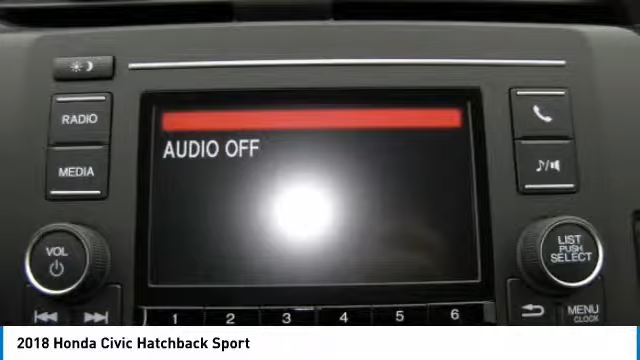 RADIO
MEDIA
AUDIO OFF
VOL
LIST
PUSH
SELECT
1 2 3 4 5 6
MENU
CLOCK
2018 Honda Civic Hatchback Sport